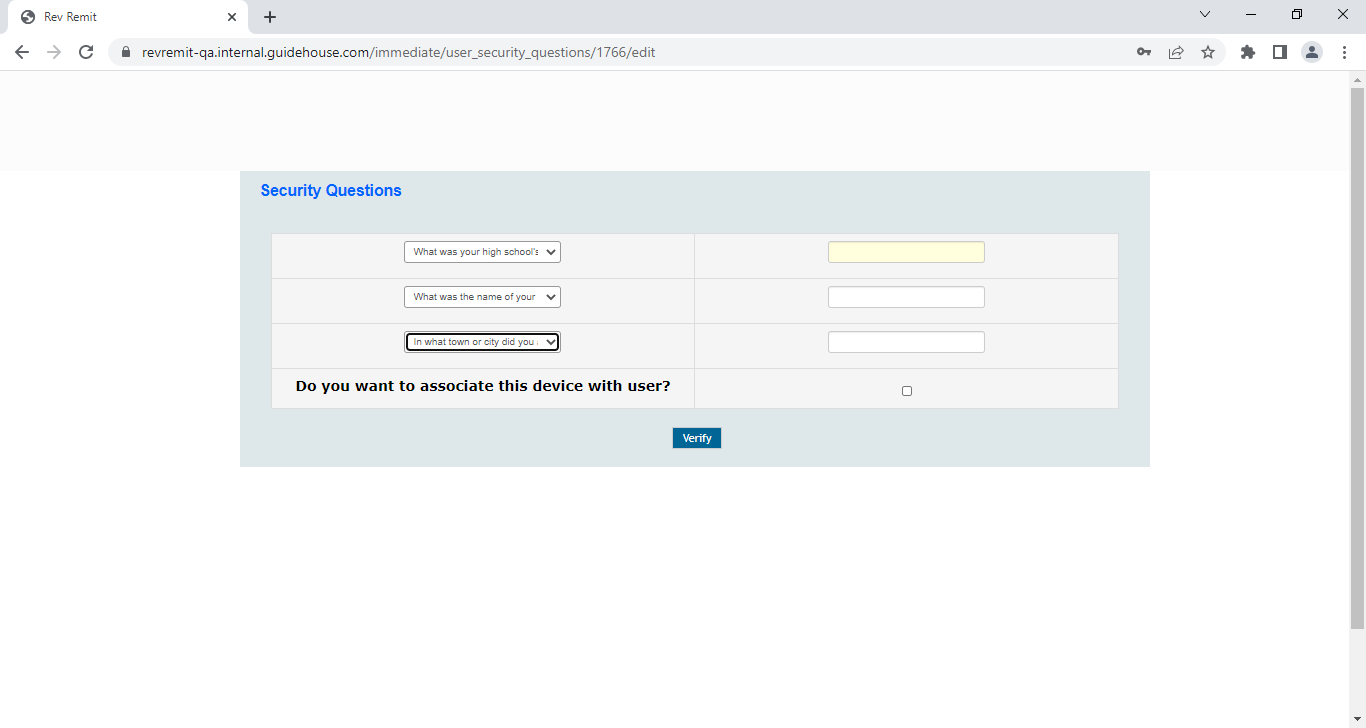 Rev Remit
revremit-qa.internal.guidehouse.com/immediate/user_security_questions/1766/edit
Security Questions
What was your high school's
What was the name of your
In what town or city did you
Do you want to associate this device with user?
Verify